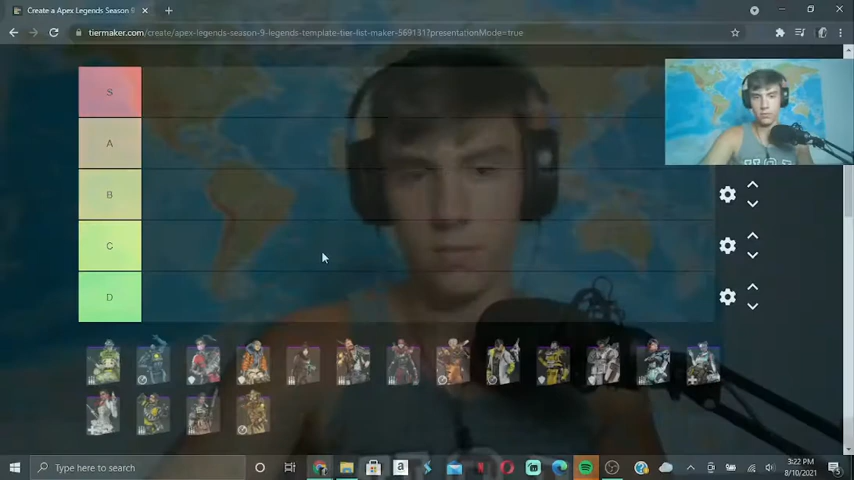 Create a Apex Legends Season 9
tiermaker.com/create/apex-legends-season-9-legends-template-tier-list-maker-569131?presentationMode=true
S
A
B
C
D
Type here to search
3:22 PM
8/10/2021